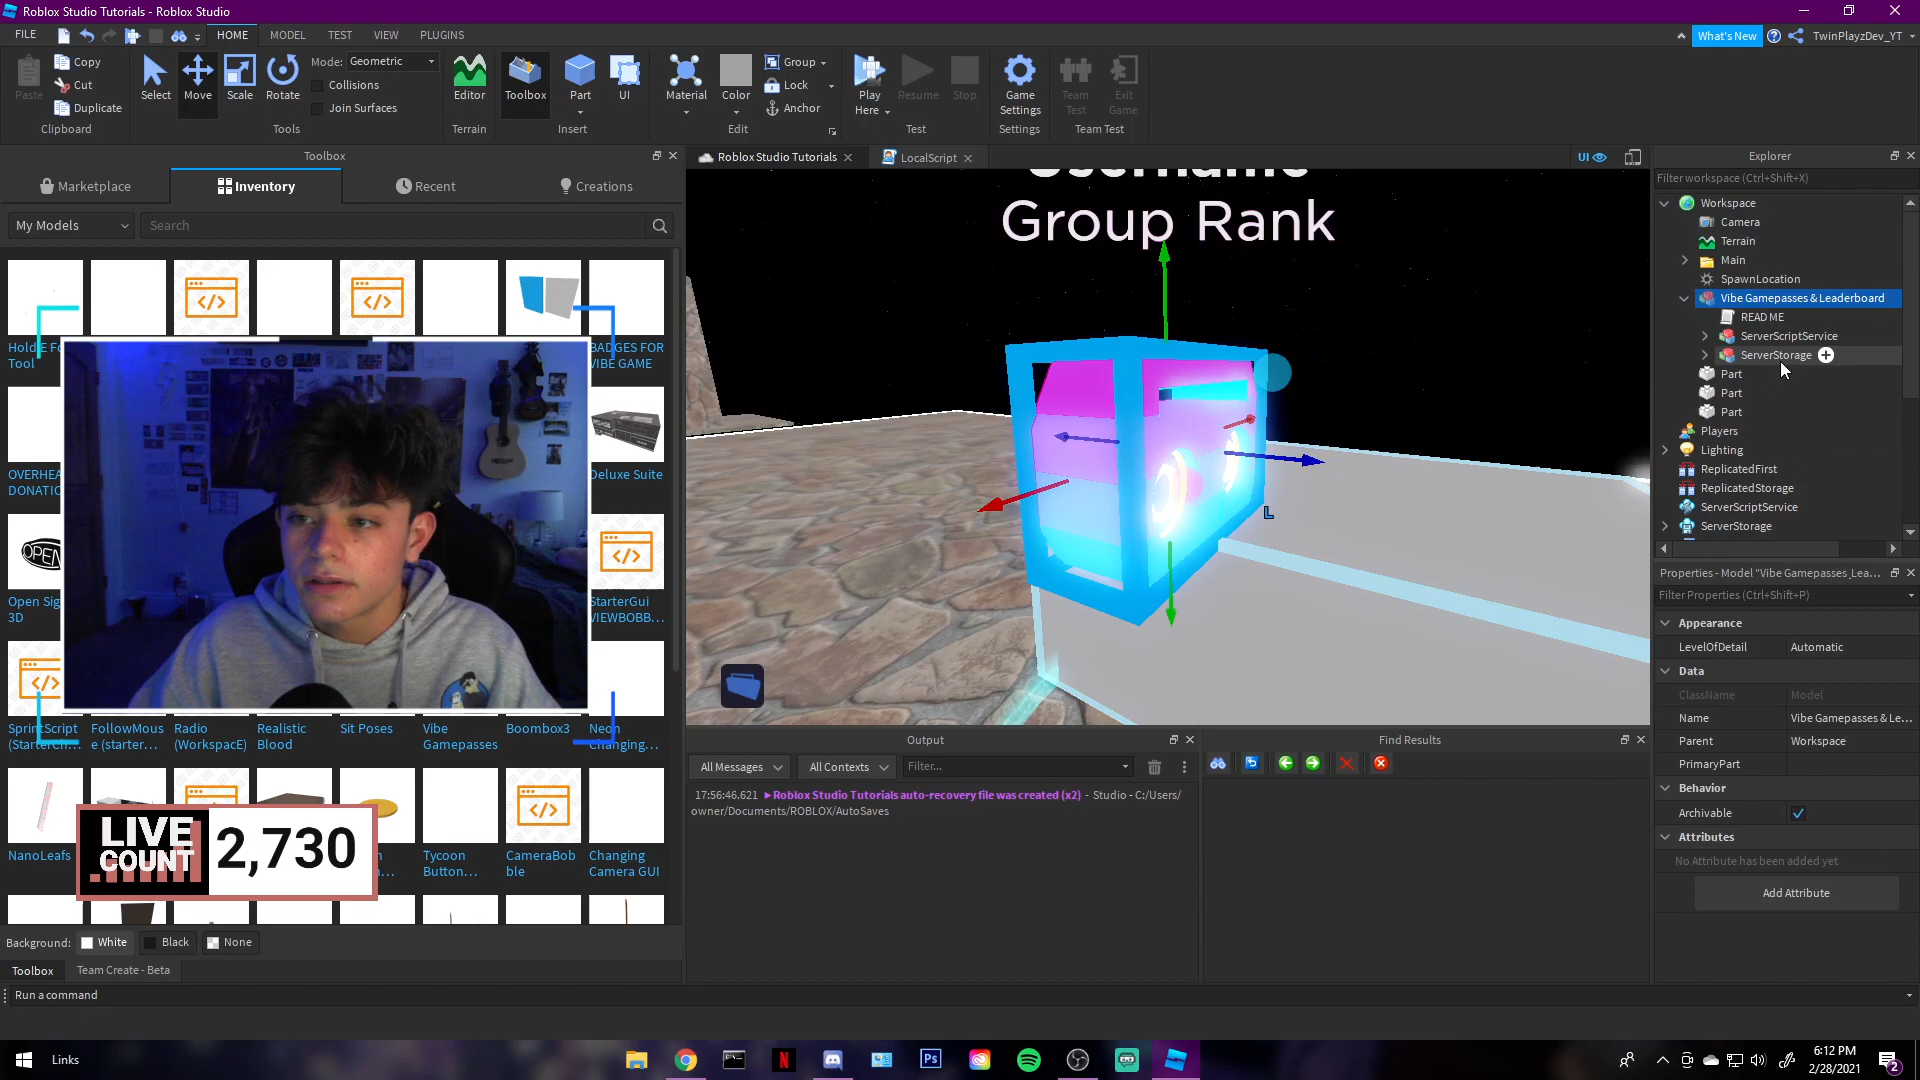 Roblox Studio Tutorials - Roblox Studio
FILE
HOME
MODEL
TEST
VIEW
PLUGINS
What's New
TwinPlayzDev_YT
Paste
Copy
Cut
Duplicate
Clipboard
Select
Move
Scale
Rotate
Mode: Geometric
Collisions
Join Surfaces
Tools
Editor
Terrain
Toolbox
Part
UI
Insert
Material
Color
Group
Lock
Anchor
Edit
Play Here
Resume
Stop
Test
Game Settings
Settings
Team Test
Exit Game
Team Test
Toolbox
Marketplace
Inventory
Recent
Creations
My Models
Search
Tool
BADGES FOR
VIBE GAME
OVERHEA
DONATIC
Deluxe Suite
OPEN
Open Sig
3D
StarterGui
VIEWBOBB...
SprintScript
FollowMous
e (starter...
Radio
(WorkspacE)
Realistic
Blood
Sit Poses
Vibe
Gamepasses
Boombox3
Neon
Changing...
NanoLeafs
Tycoon
Button...
CameraBob
ble
Changing
Camera GUI
LIVE
COUNT
2,730
Background: White Black None
Toolbox
Team Create - Beta
Run a command
Roblox Studio Tutorials
LocalScript
UI
Username
Group Rank
L
Output
All Messages
All Contexts
Filter...
17:56:46.621 ▸Roblox Studio Tutorials auto-recovery file was created (x2) - Studio - C:/Users/
owner/Documents/ROBLOX/AutoSaves
Find Results
Explorer
Filter workspace (Ctrl+Shift+X)
Workspace
Camera
Terrain
Main
SpawnLocation
Vibe Gamepasses & Leaderboard
READ ME
ServerScriptService
ServerStorage
Part
Part
Part
Players
Lighting
ReplicatedFirst
ReplicatedStorage
ServerScriptService
ServerStorage
Properties - Model "Vibe Gamepasses ̲Lea...
Filter Properties (Ctrl+Shift+P)
Appearance
LevelOfDetail Automatic
Data
ClassName Model
Name Vibe Gamepasses & Le...
Parent Workspace
PrimaryPart
Behavior
Archivable
Attributes
No Attribute has been added yet
Add Attribute
Links
Ps
6:12 PM
2/28/2021
2